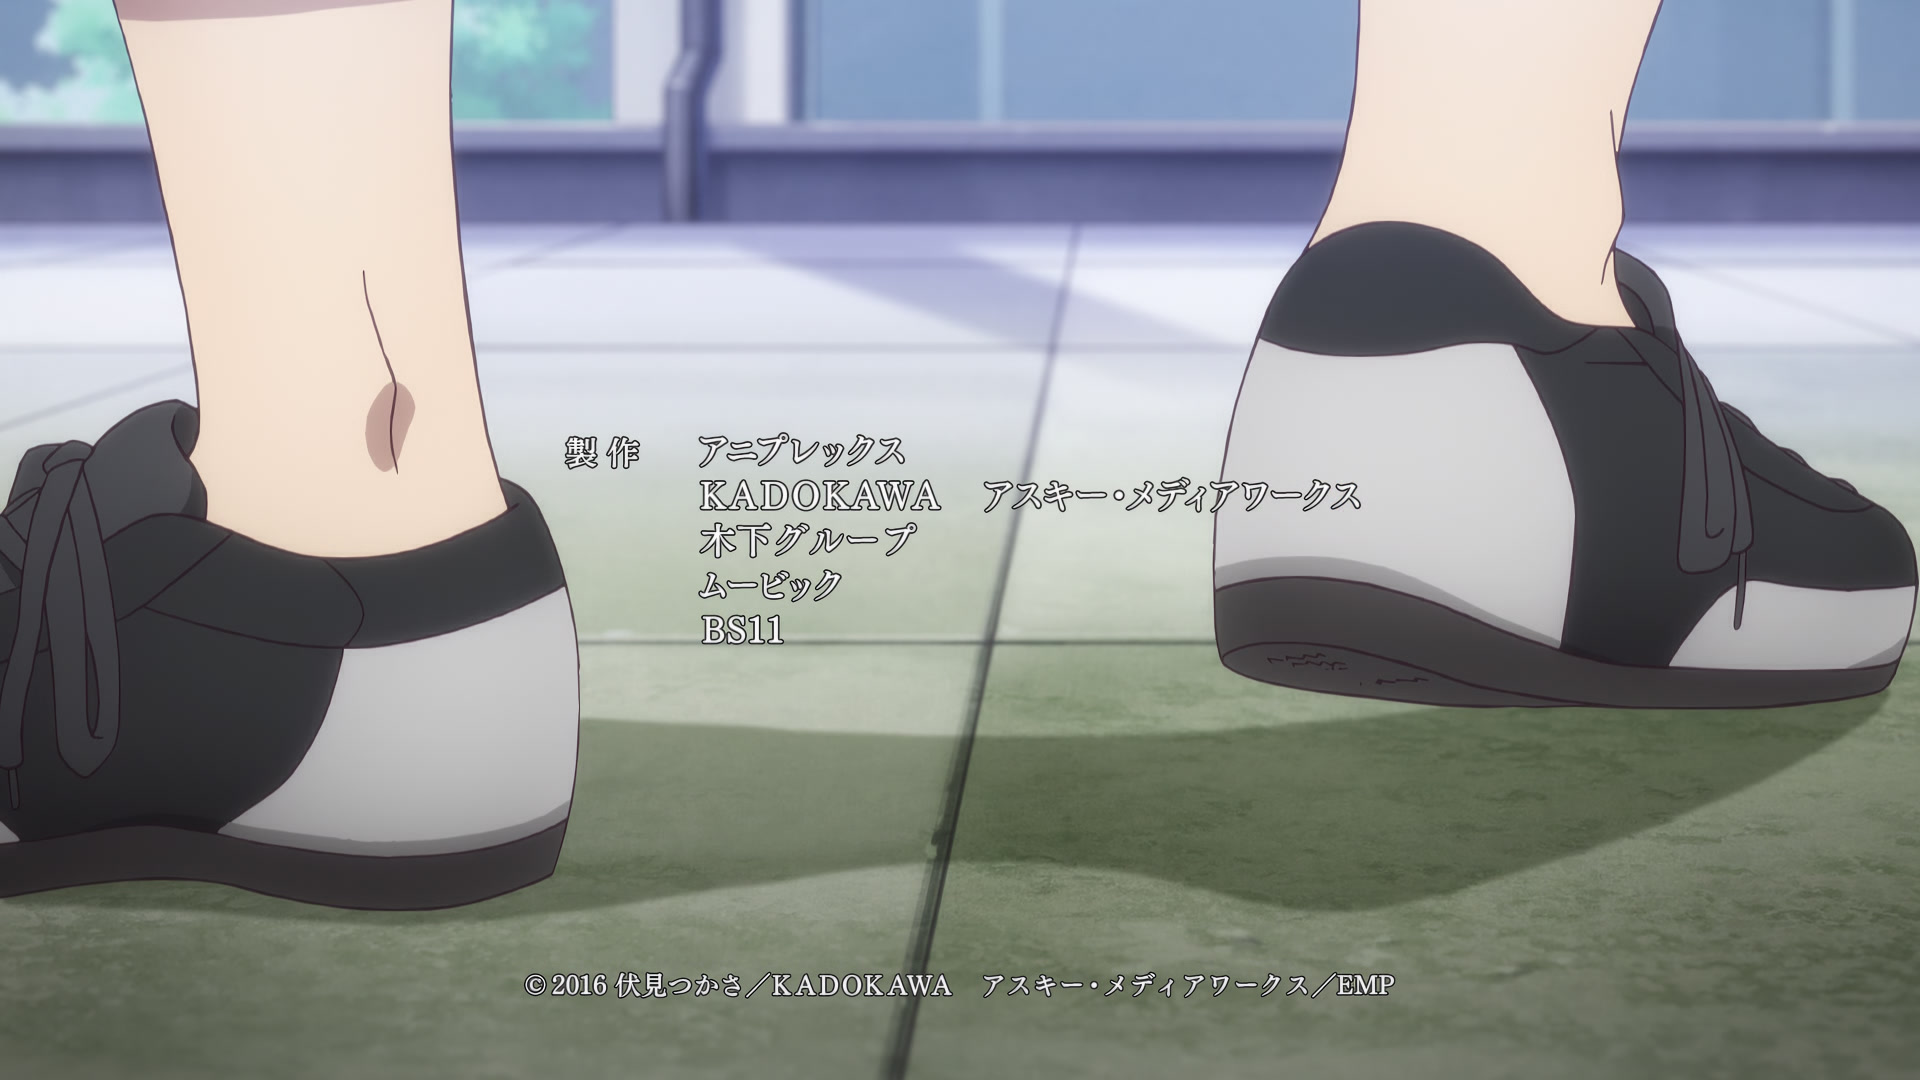 製作 アニプレックス
KADOKAWA アスキー・メディアワークス
木下グループ
ムービック
BS11
©2016 伏見つかさ／KADOKAWA アスキー・メディアワークス／EMP